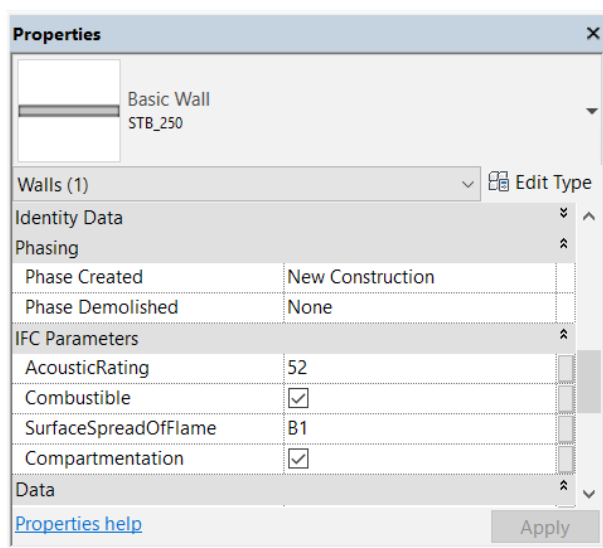 Properties
Basic Wall
STB_250
Walls (1) Edit Type
Identity Data
Phasing
Phase Created New Construction
Phase Demolished None
IFC Parameters
AcousticRating 52
Combustible
SurfaceSpreadOfFlame B1
Compartmentation
Data
Properties help Apply